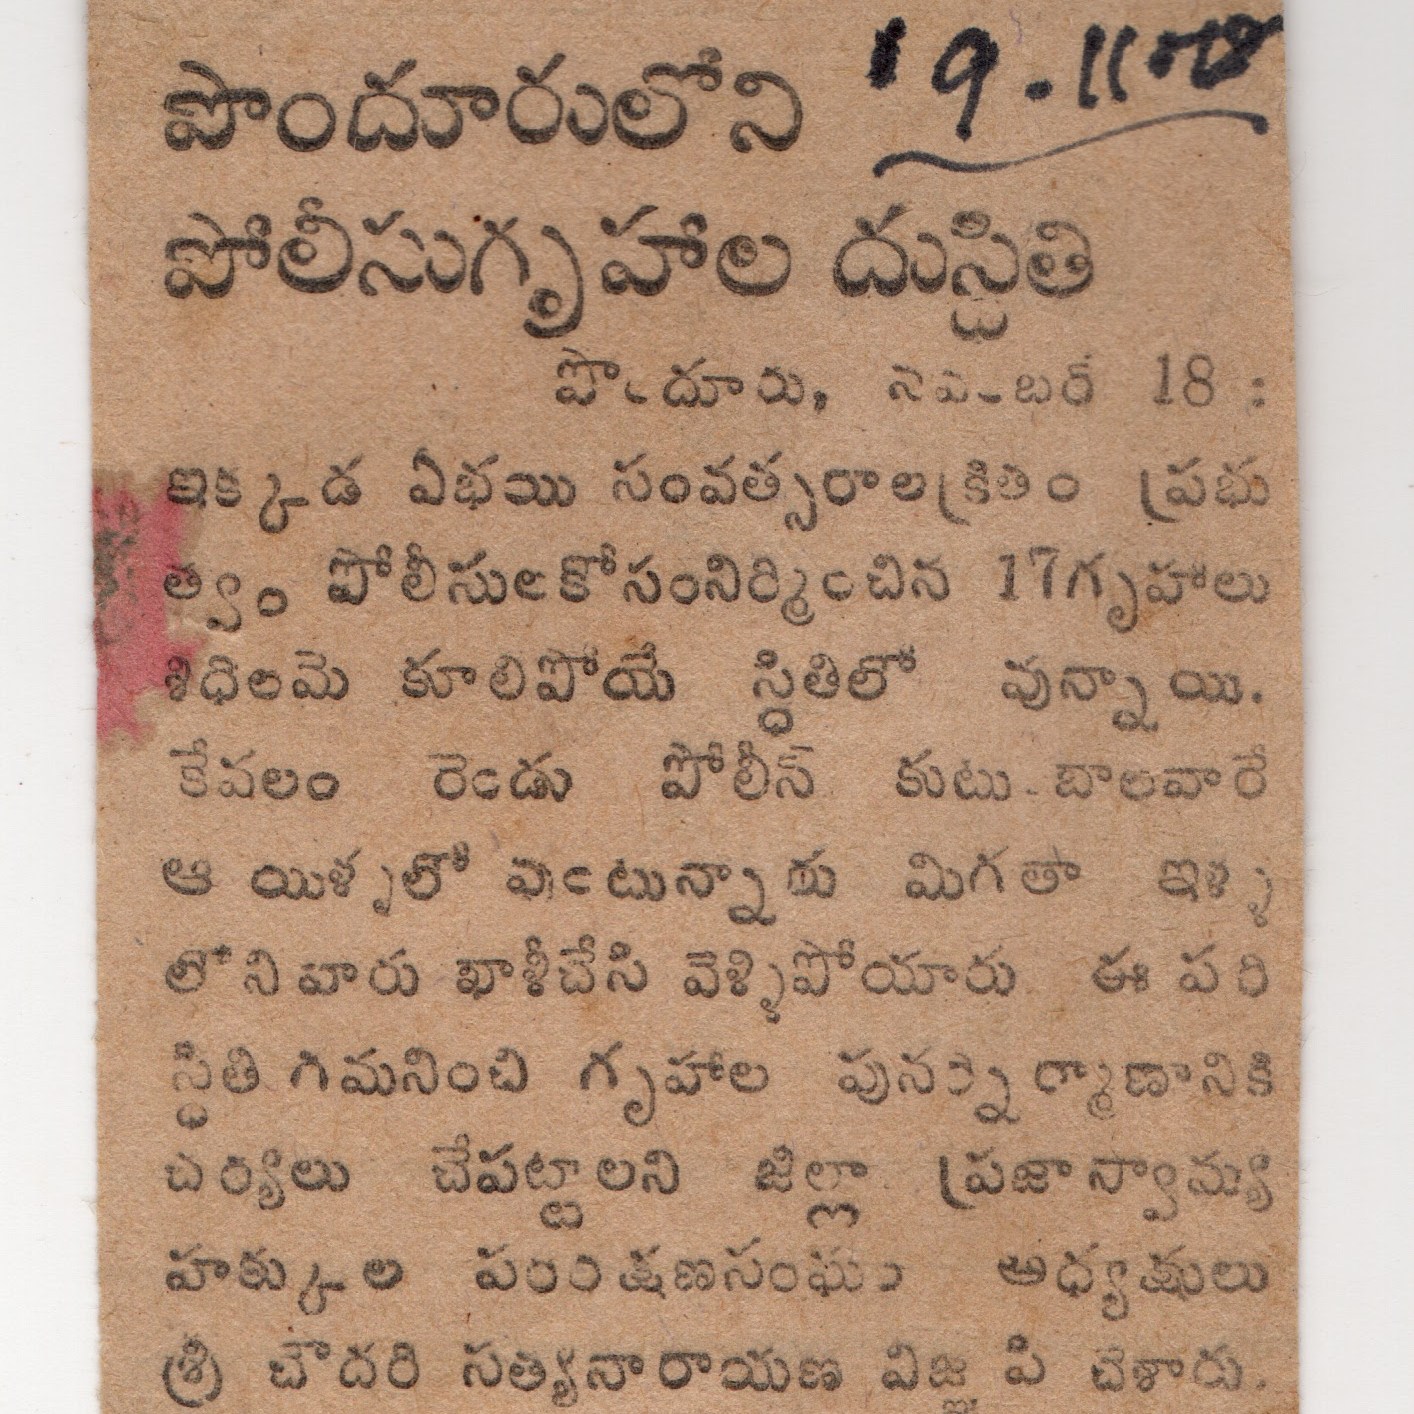 పొందూరులోని
19.11
పోలీసుగృహాల దుస్థితి
పొందూరు, నవంబర్ 18 :
ఇక్కడ ఏభయి సంవత్సరాలక్రితం ప్రభు
త్వం పోలీసులకోసంనిర్మించిన 17గృహాలు
శిధిలమై కూలిపోయే స్థితిలో వున్నాయి.
కేవలం రెండు పోలీస్ కుటుంబాలవారే
ఆ యిళ్ళలో వుంటున్నారు మిగతా ఇళ్ళ
లోనివారు ఖాళీచేసి వెళ్ళిపోయారు ఈ పరి
స్థితి గమనించి గృహాల పునర్నిర్మాణానికి
చర్యలు చేపట్టాలని జిల్లా ప్రజాస్వామ్య
హక్కుల పరిరక్షణసంఘం అధ్యక్షులు
శ్రీ చౌదరి సత్యనారాయణ విజ్ఞప్తి చేశారు.